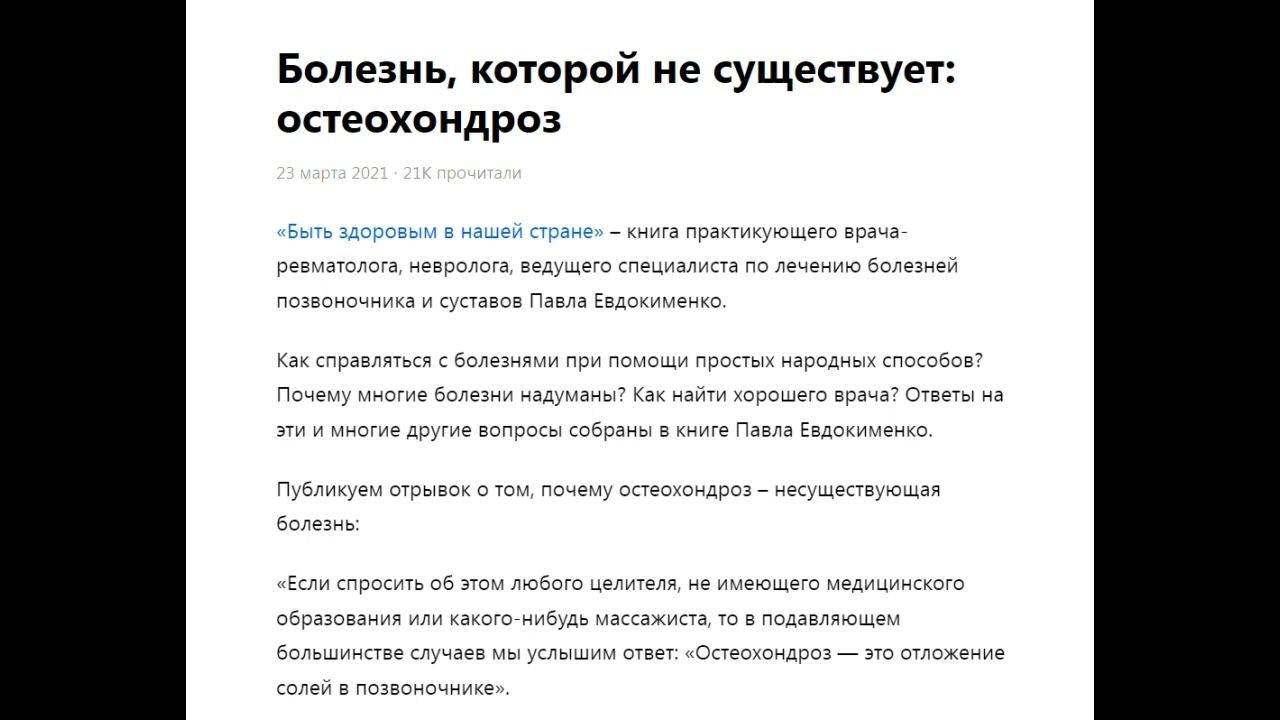 Болезнь, которой не существует:
остеохондроз
23 марта 2021 · 21K прочитали
«Быть здоровым в нашей стране» – книга практикующего врача-
ревматолога, невролога, ведущего специалиста по лечению болезней
позвоночника и суставов Павла Евдокименко.
Как справляться с болезнями при помощи простых народных способов?
Почему многие болезни надуманы? Как найти хорошего врача? Ответы на
эти и многие другие вопросы собраны в книге Павла Евдокименко.
Публикуем отрывок о том, почему остеохондроз – несуществующая
болезнь:
«Если спросить об этом любого целителя, не имеющего медицинского
образования или какого-нибудь массажиста, то в подавляющем
большинстве случаев мы услышим ответ: «Остеохондроз — это отложение
солей в позвоночнике».